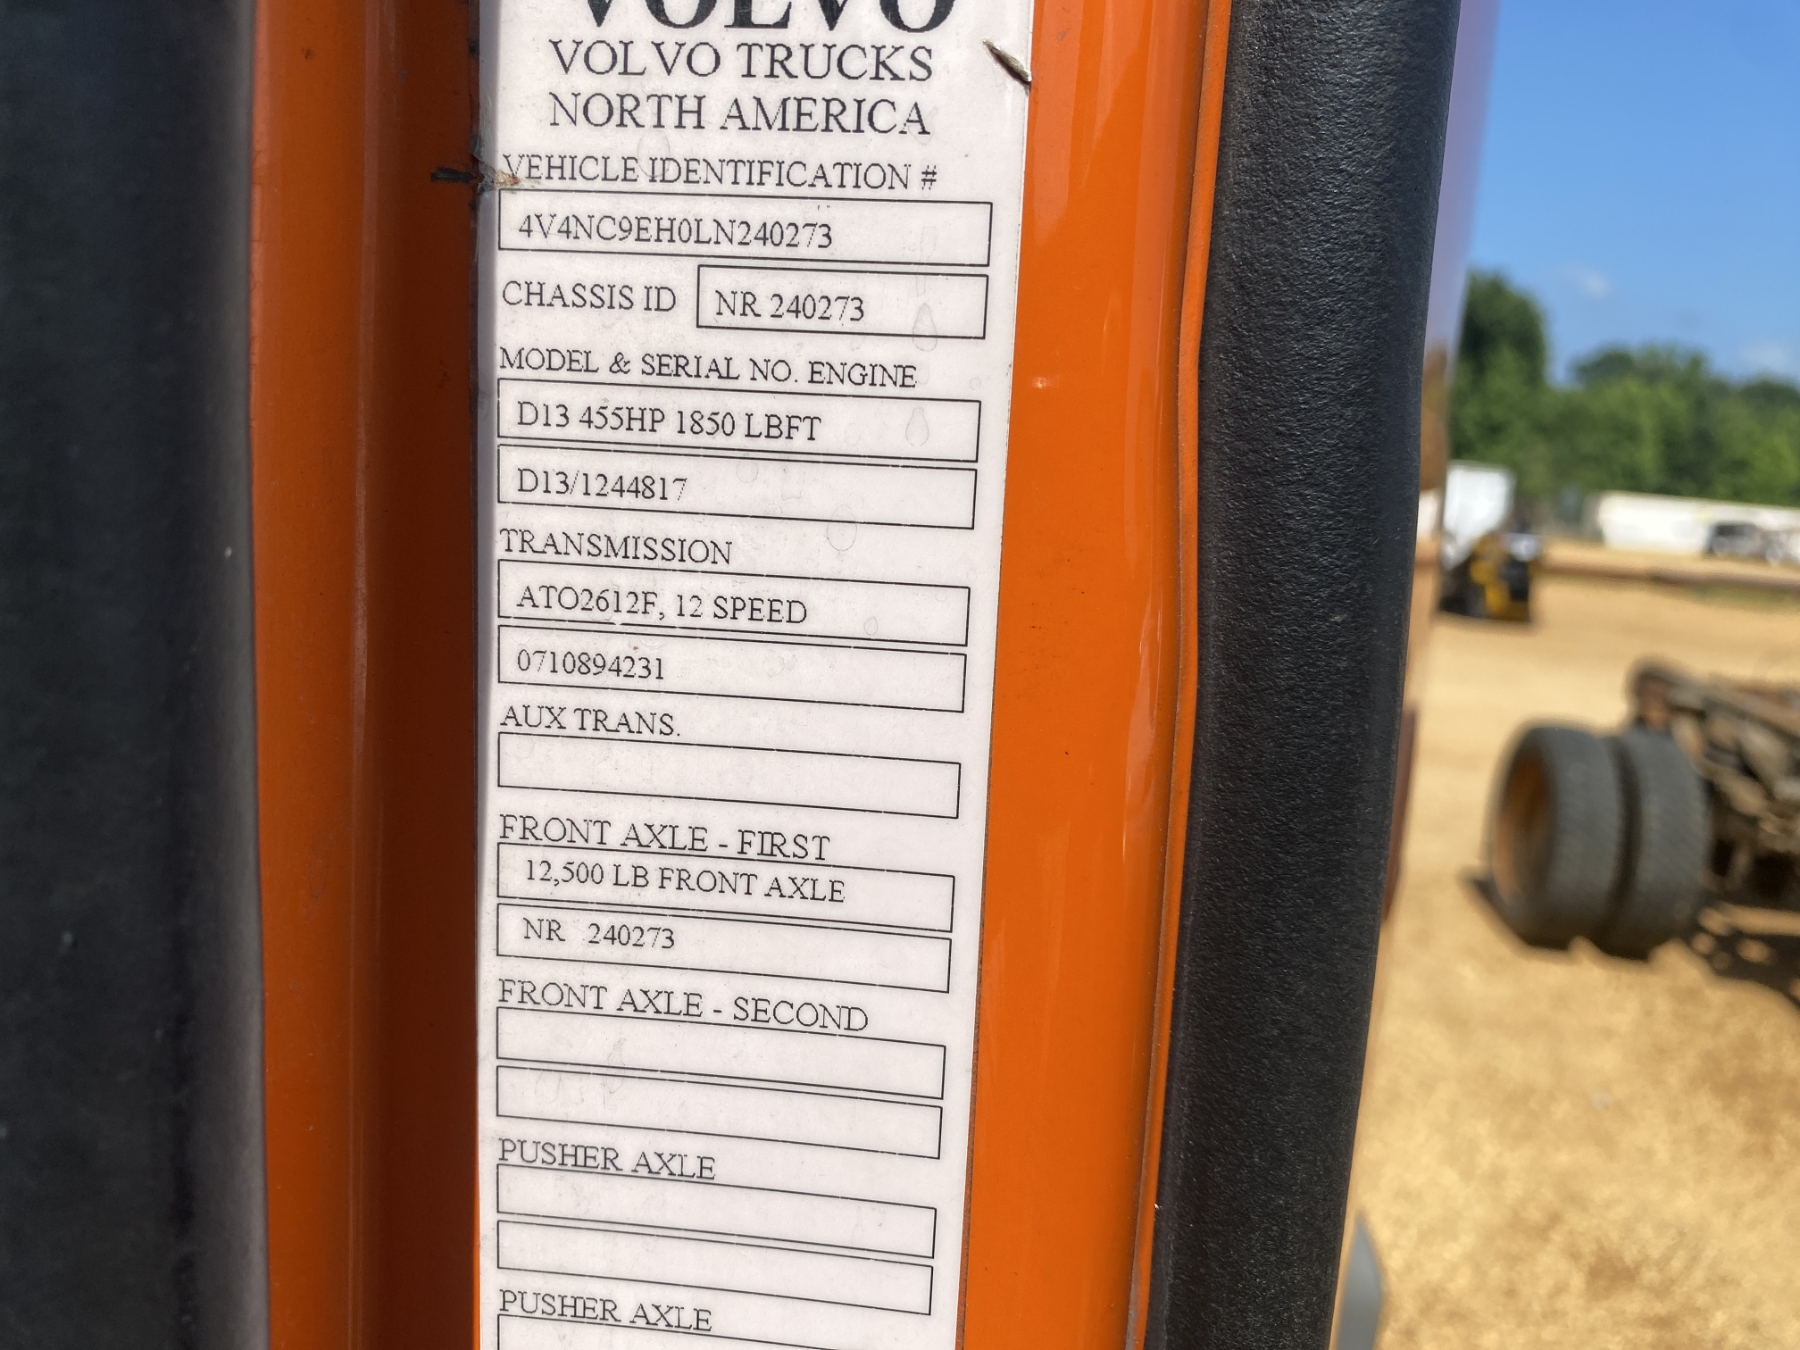 VOLVO
VOLVO TRUCKS
NORTH AMERICA
VEHICLE IDENTIFICATION #
4V4NC9EH0LN240273
CHASSIS ID NR 240273
MODEL & SERIAL NO. ENGINE
D13 455HP 1850 LBFT
D13/1244817
TRANSMISSION
ATO2612F, 12 SPEED
0710894231
AUX TRANS.
FRONT AXLE - FIRST
12,500 LB FRONT AXLE
NR 240273
FRONT AXLE - SECOND
PUSHER AXLE
PUSHER AXLE